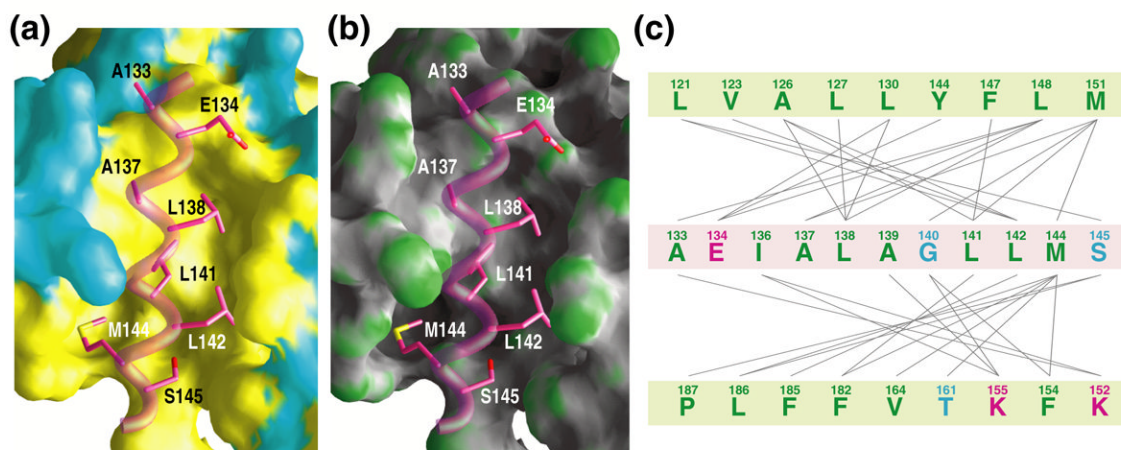 (a)
A133
E134
A137
L138
L141
M144
L142
S145
(b)
A133
E134
A137
L138
L141
M144
L142
S145
(c)
121 123 126 127 130 144 147 148 151
L V A L L Y F L M
133 134 136 137 138 139 140 141 142 144 145
A E I A L A G L L M S
187 186 185 182 164 161 155 154 152
P L F F V T K F K